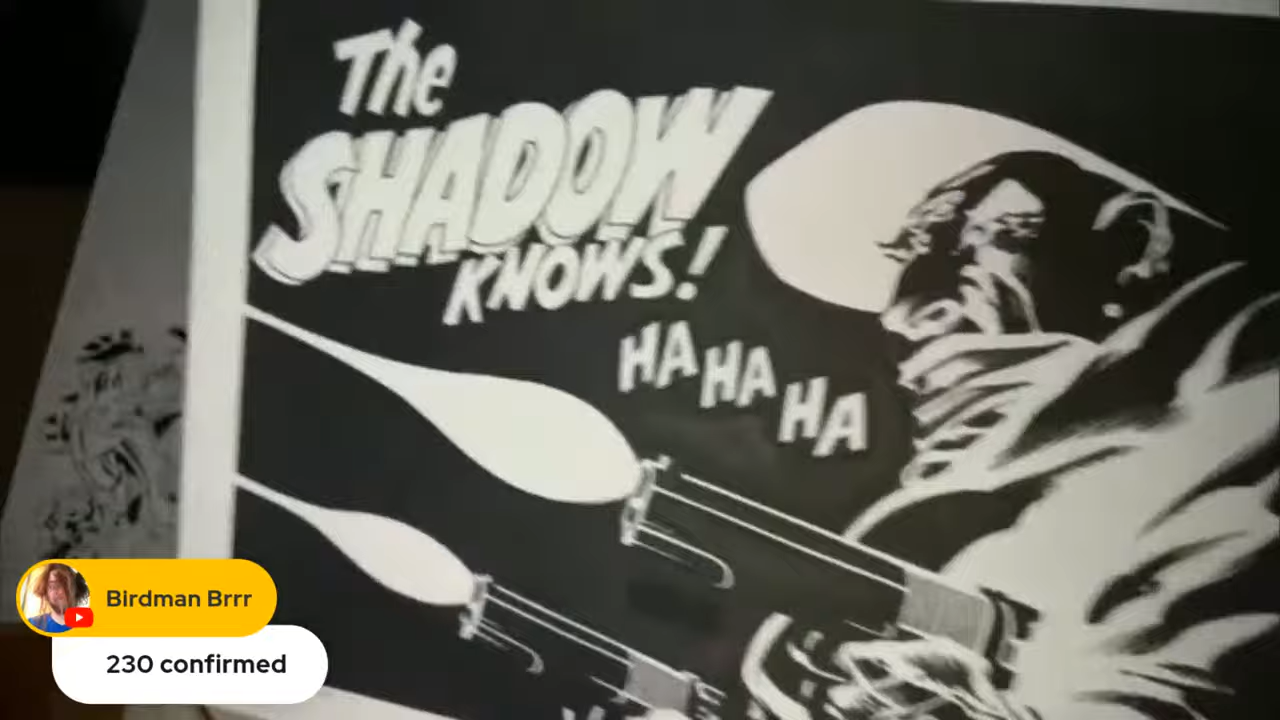 The
SHADOW
KNOWS!
HA HA HA
Birdman Brrr
230 confirmed